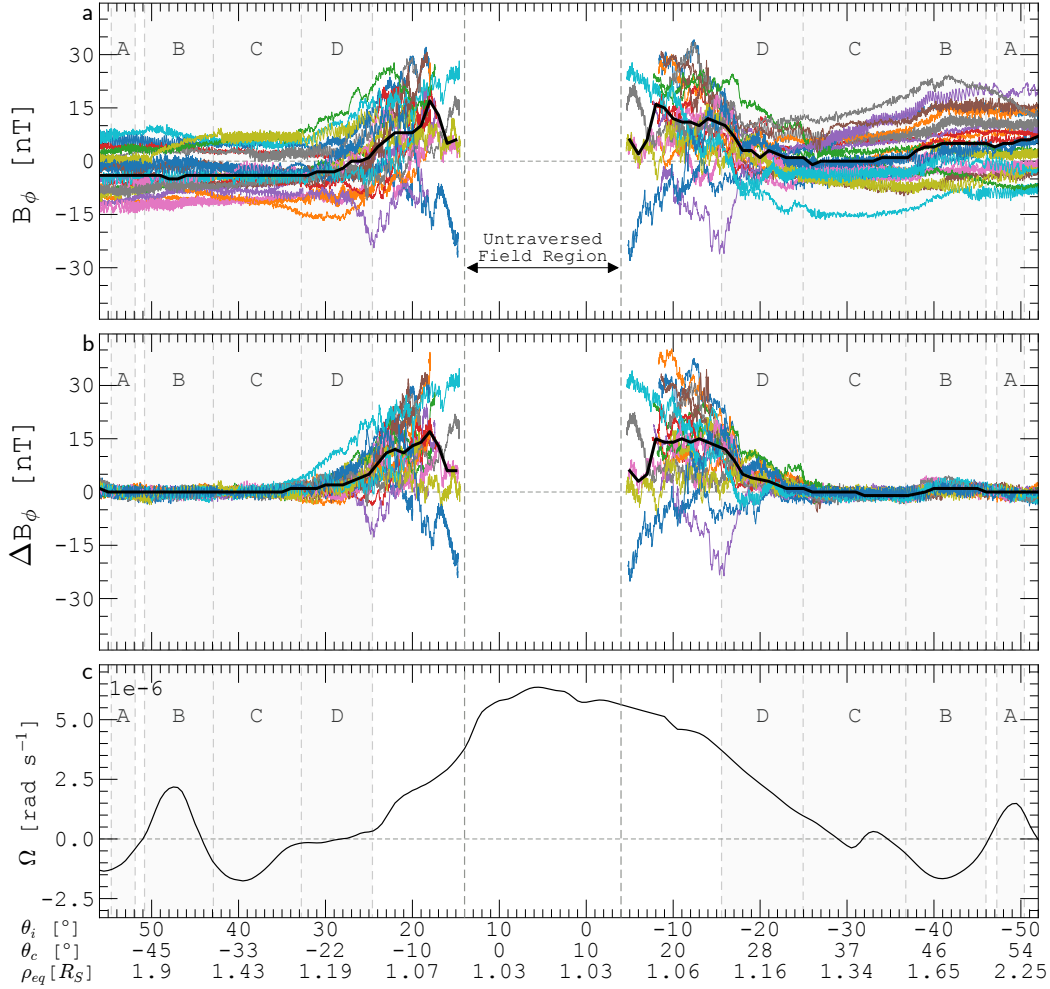 a
A B C D D C B A
30
15
0
−15
−30
B_ϕ [nT]
Untraversed
Field Region
b
A B C D D C B A
30
15
0
−15
−30
ΔB_ϕ [nT]
c
1e−6
A B C D D C B A
5.0
2.5
0.0
−2.5
Ω [rad s⁻¹]
θ_i [°] 50 40 30 20 10 0 −10 −20 −30 −40 −50
θ_c [°] −45 −33 −22 −10 0 10 20 28 37 46 54
ρ_eq[R_S] 1.9 1.43 1.19 1.07 1.03 1.03 1.06 1.16 1.34 1.65 2.25